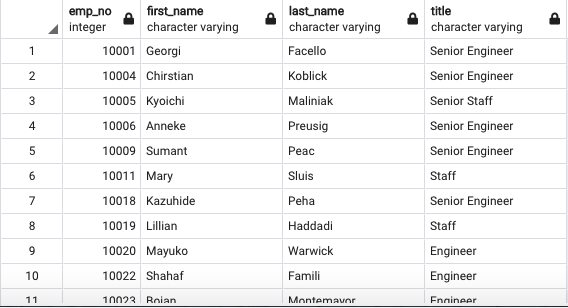 emp_no first_name last_name title
integer character varying character varying character varying
1 10001 Georgi Facello Senior Engineer
2 10004 Chirstian Koblick Senior Engineer
3 10005 Kyoichi Maliniak Senior Staff
4 10006 Anneke Preusig Senior Engineer
5 10009 Sumant Peac Senior Engineer
6 10011 Mary Sluis Staff
7 10018 Kazuhide Peha Senior Engineer
8 10019 Lillian Haddadi Staff
9 10020 Mayuko Warwick Engineer
10 10022 Shahaf Famili Engineer
11 10023 Bojan Montemayor Engineer